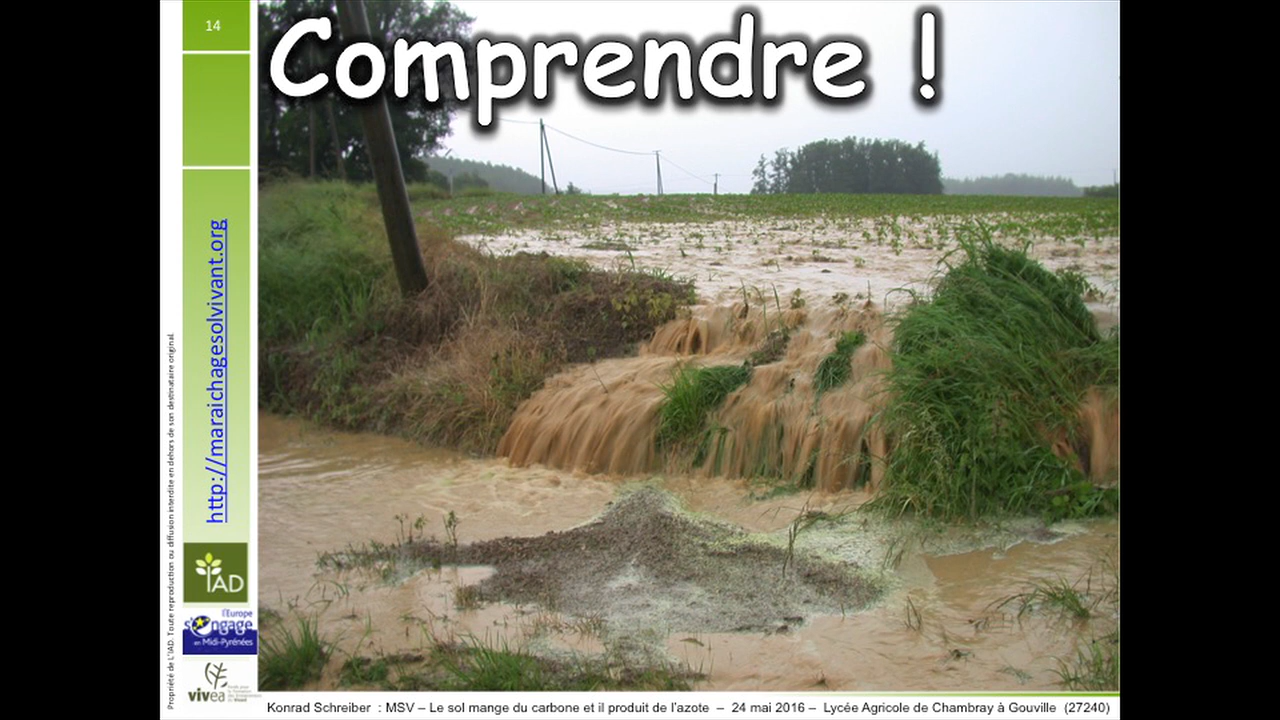 14
Comprendre !
http://maraichagesolvivant.org
Propriété de L'IAD. Toute reproduction ou diffusion interdite en dehors de son destinataire original.
IAD
l'Europe
s'engage
en Midi-Pyrénées
vivea
Konrad Schreiber : MSV – Le sol mange du carbone et il produit de l'azote – 24 mai 2016 – Lycée Agricole de Chambray à Gouville (27240)